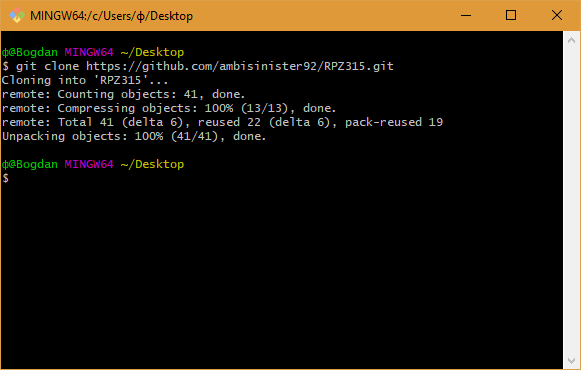 MINGW64:/c/Users/ф/Desktop
ф@Bogdan MINGW64 ~/Desktop
$ git clone https://github.com/ambisinister92/RPZ315.git
Cloning into 'RPZ315'...
remote: Counting objects: 41, done.
remote: Compressing objects: 100% (13/13), done.
remote: Total 41 (delta 6), reused 22 (delta 6), pack-reused 19
Unpacking objects: 100% (41/41), done.
ф@Bogdan MINGW64 ~/Desktop
$